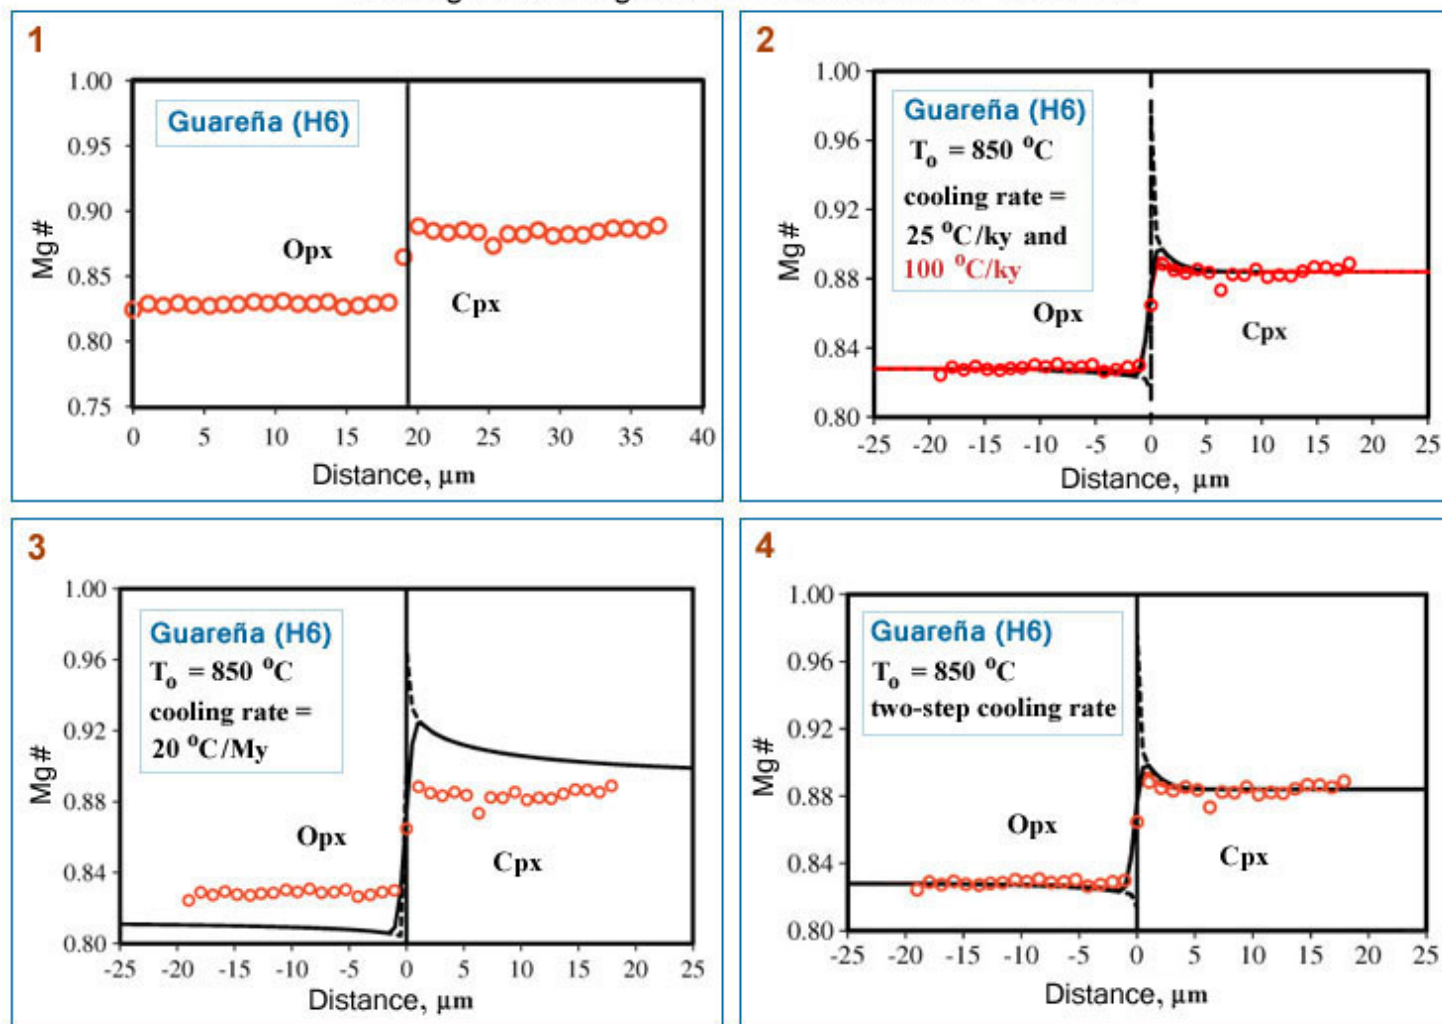 1
Guareña (H6)
Opx
Cpx
Mg#
1.00
0.95
0.90
0.85
0.80
0.75
0 5 10 15 20 25 30 35 40
Distance, µm
2
Guareña (H6)
To = 850 °C
cooling rate =
25 °C/ky and
100 °C/ky
Opx
Cpx
Mg#
1.00
0.96
0.92
0.88
0.84
0.80
-25 -20 -15 -10 -5 0 5 10 15 20 25
Distance, µm
3
Guareña (H6)
To = 850 °C
cooling rate =
20 °C/My
Opx
Cpx
Mg#
1.00
0.96
0.92
0.88
0.84
0.80
-25 -20 -15 -10 -5 0 5 10 15 20 25
Distance, µm
4
Guareña (H6)
To = 850 °C
two-step cooling rate
Opx
Cpx
Mg#
1.00
0.96
0.92
0.88
0.84
0.80
-25 -20 -15 -10 -5 0 5 10 15 20 25
Distance, µm